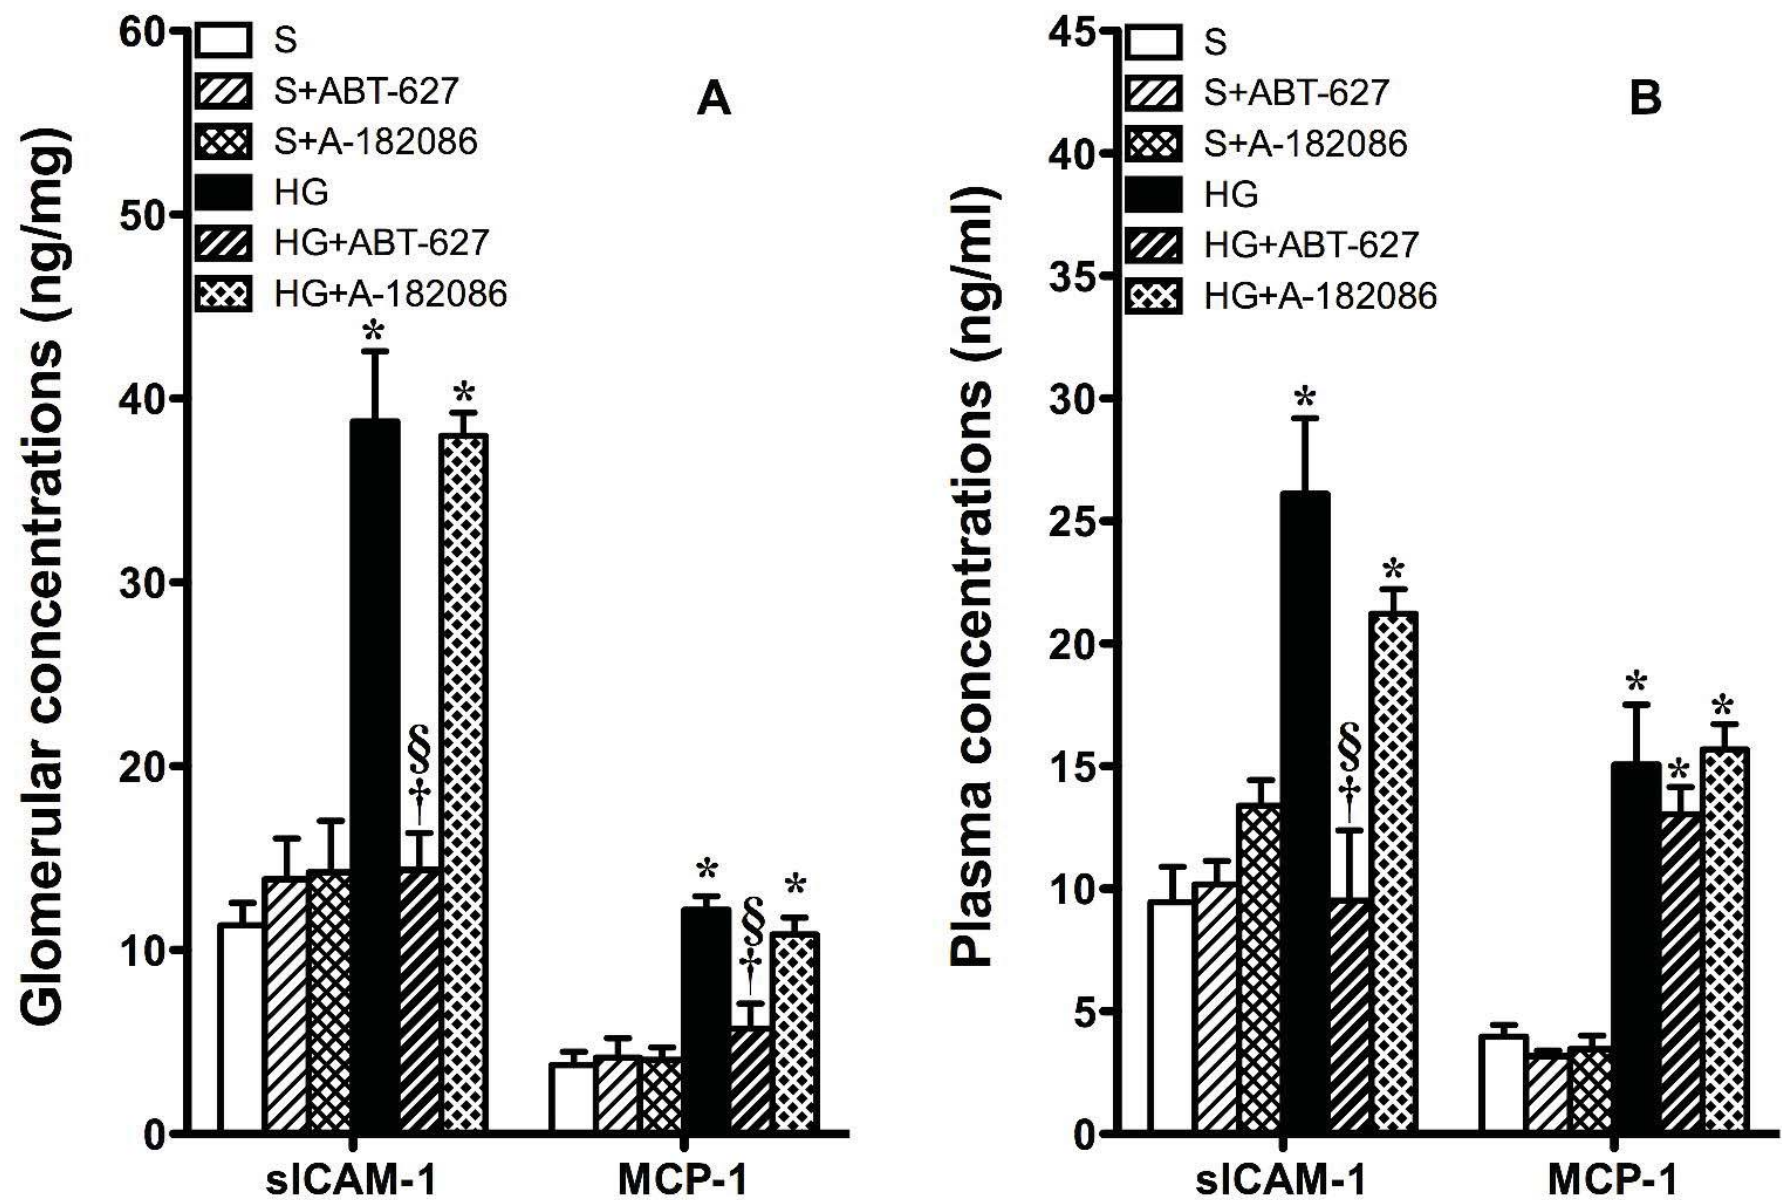 A
Glomerular concentrations (ng/mg)
60
50
40
30
20
10
0
S
S+ABT-627
S+A-182086
HG
HG+ABT-627
HG+A-182086
*
*
§
†
*
§
†
*
sICAM-1
MCP-1
B
Plasma concentrations (ng/ml)
45
40
35
30
25
20
15
10
5
0
S
S+ABT-627
S+A-182086
HG
HG+ABT-627
HG+A-182086
*
*
§
†
*
*
*
sICAM-1
MCP-1